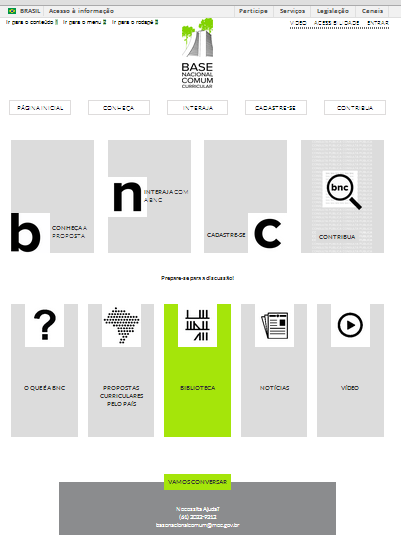 BRASIL Acesso à informação Participe Serviços Legislação Canais
Ir para o conteúdo 1 Ir para o menu 2 Ir para o rodapé 3 VIDEO ACESSIBILIDADE ENTRAR
BASE
NACIONAL
COMUM
CURRICULAR
PÁGINA INICIAL CONHEÇA INTERAJA CADASTRE-SE CONTRIBUA
b CONHEÇA A
PROPOSTA
n INTERAJA COM
A BNC
CADASTRE-SE c
bnc
CONTRIBUA
Prepare-se para a discussão!
?
O QUE É A BNC
PROPOSTAS
CURRICULARES
PELO PAÍS
BIBLIOTECA
NOTÍCIAS
VÍDEO
VAMOS CONVERSAR
Necessita Ajuda?
(61) 2022-9212
basenacionalcomum@mec.gov.br